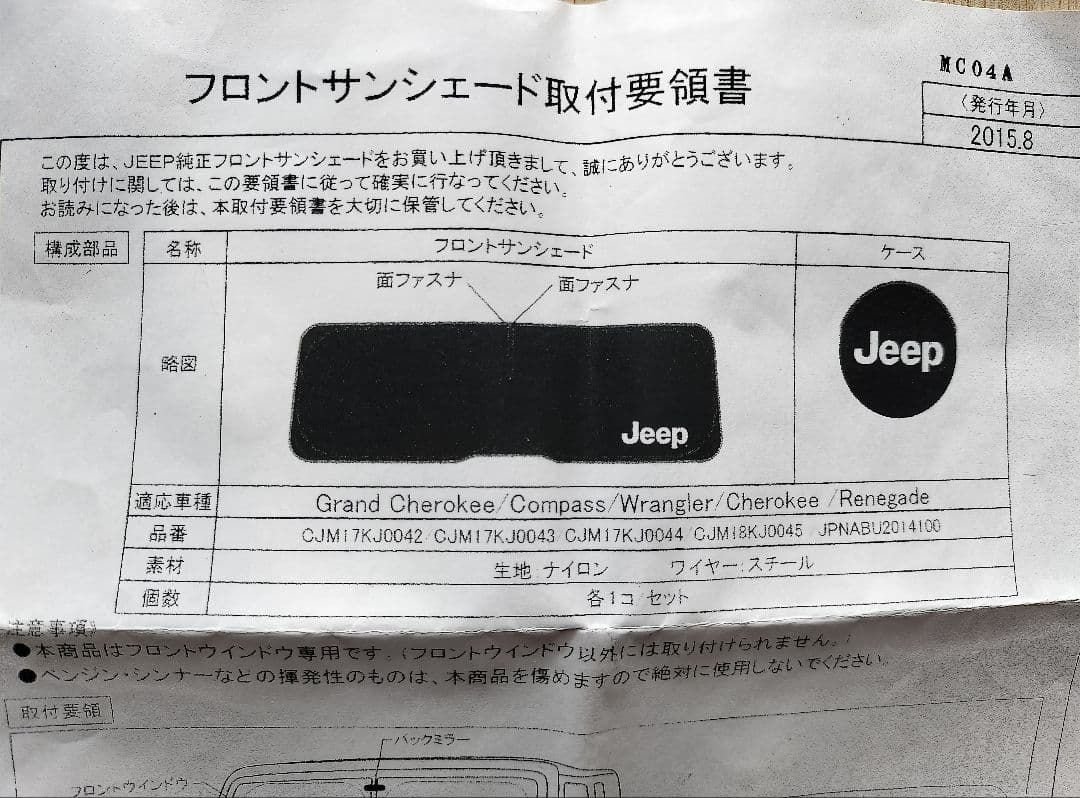 MC04A
フロントサンシェード取付要領書
〈発行年月〉
2015.8
この度は、JEEP純正フロントサンシェードをお買い上げ頂きまして、誠にありがとうございます。
取り付けに関しては、この要領書に従って確実に行なってください。
お読みになった後は、本取付要領書を大切に保管してください。
構成部品
名称 フロントサンシェード ケース
面ファスナ 面ファスナ
略図
Jeep
Jeep
適応車種 Grand Cherokee/Compass/Wrangler/Cherokee /Renegade
品番 CJM17KJ0042/CJM17KJ0043/CJM17KJ0044/CJM18KJ0045/JPNABU2014100
素材 生地:ナイロン ワイヤー:スチール
個数 各1コ/セット
注意事項》
●本商品はフロントウインドウ専用です。(フロントウインドウ以外には取り付けられません。)
●ベンジン・シンナーなどの揮発性のものは、本商品を傷めますので絶対に使用しないでください。
取付要領
バックミラー
フロントウインドウ